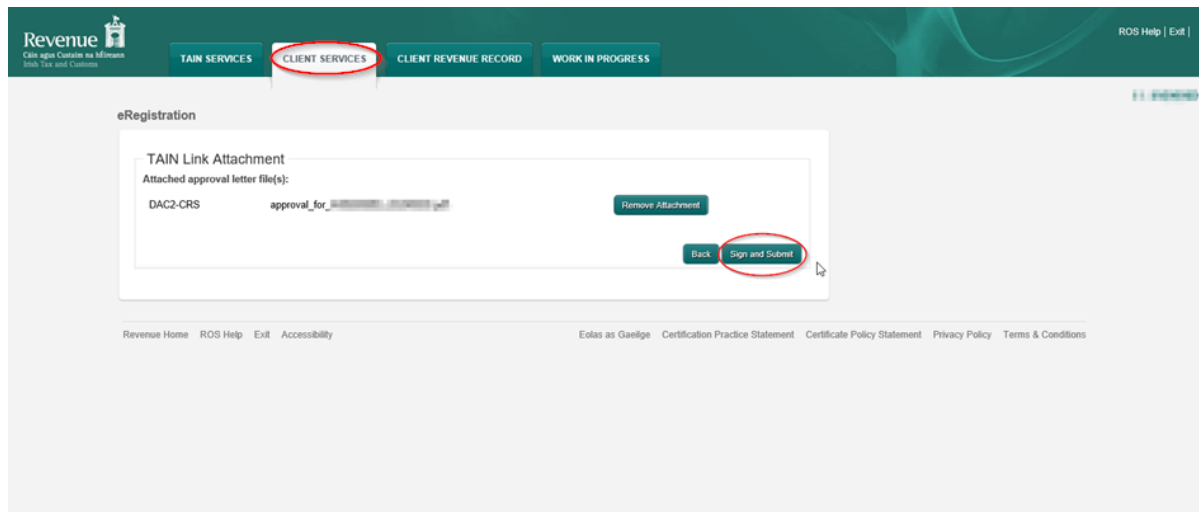 Revenue
Cáin agus Custaim na hÉireann
Irish Tax and Customs
TAIN SERVICES
CLIENT SERVICES
CLIENT REVENUE RECORD
WORK IN PROGRESS
ROS Help | Exit |
eRegistration
TAIN Link Attachment
Attached approval letter file(s):
DAC2-CRS approval_for_
Remove Attachment
Back Sign and Submit
Revenue Home ROS Help Exit Accessibility Eolas as Gaeilge Certification Practice Statement Certificate Policy Statement Privacy Policy Terms & Conditions